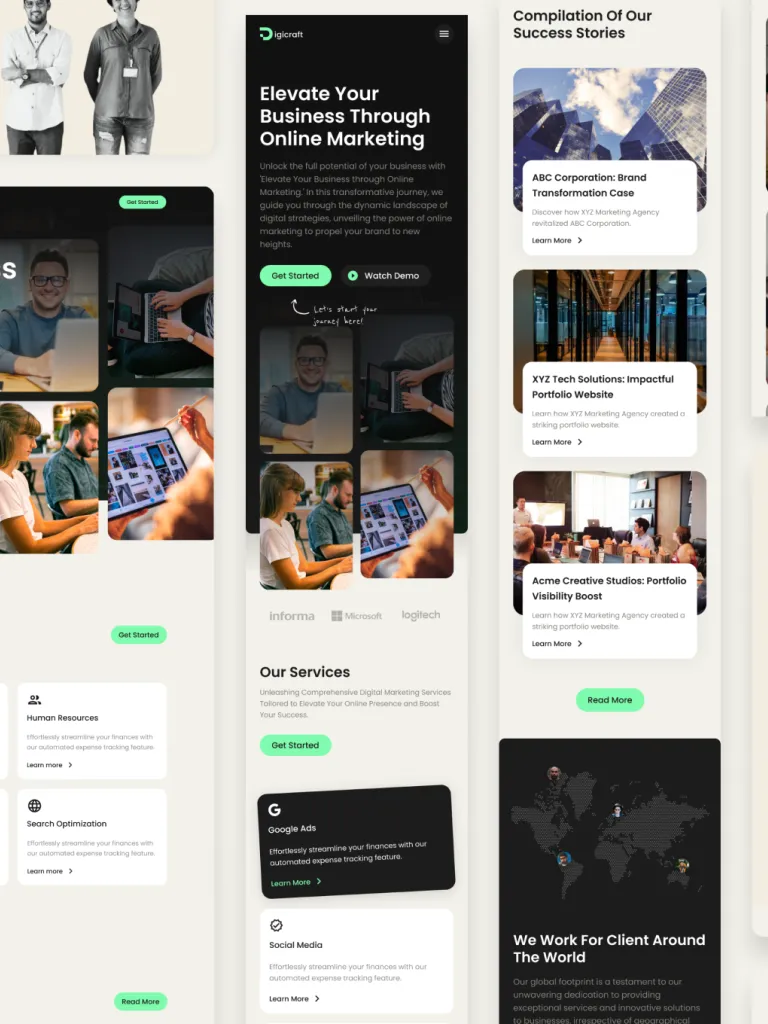 Get Started
s
Get Started
Human Resources
Effortlessly streamline your finances with
our automated expense tracking feature.
Learn more
Search Optimization
Effortlessly streamline your finances with
our automated expense tracking feature.
Learn more
Read More
Digicraft
Elevate Your
Business Through
Online Marketing
Unlock the full potential of your business with
'Elevate Your Business through Online
Marketing.' In this transformative journey, we
guide you through the dynamic landscape of
digital strategies, unveiling the power of online
marketing to propel your brand to new
heights.
Get Started
Watch Demo
Let's start your
journey here!
informa
Microsoft
logitech
Our Services
Unleashing Comprehensive Digital Marketing Services
Tailored to Elevate Your Online Presence and Boost
Your Success.
Get Started
G
Google Ads
Effortlessly streamline your finances with our
automated expense tracking feature.
Learn More
Social Media
Effortlessly streamline your finances with our
automated expense tracking feature.
Learn More
Compilation Of Our
Success Stories
ABC Corporation: Brand
Transformation Case
Discover how XYZ Marketing Agency
revitalized ABC Corporation.
Learn More
XYZ Tech Solutions: Impactful
Portfolio Website
Learn how XYZ Marketing Agency created a
striking portfolio website.
Learn More
Acme Creative Studios: Portfolio
Visibility Boost
Learn how XYZ Marketing Agency created a
striking portfolio website.
Learn More
Read More
We Work For Client Around
The World
Our global footprint is a testament to our
unwavering dedication to providing
exceptional services and innovative solutions
to businesses, irrespective of geographical